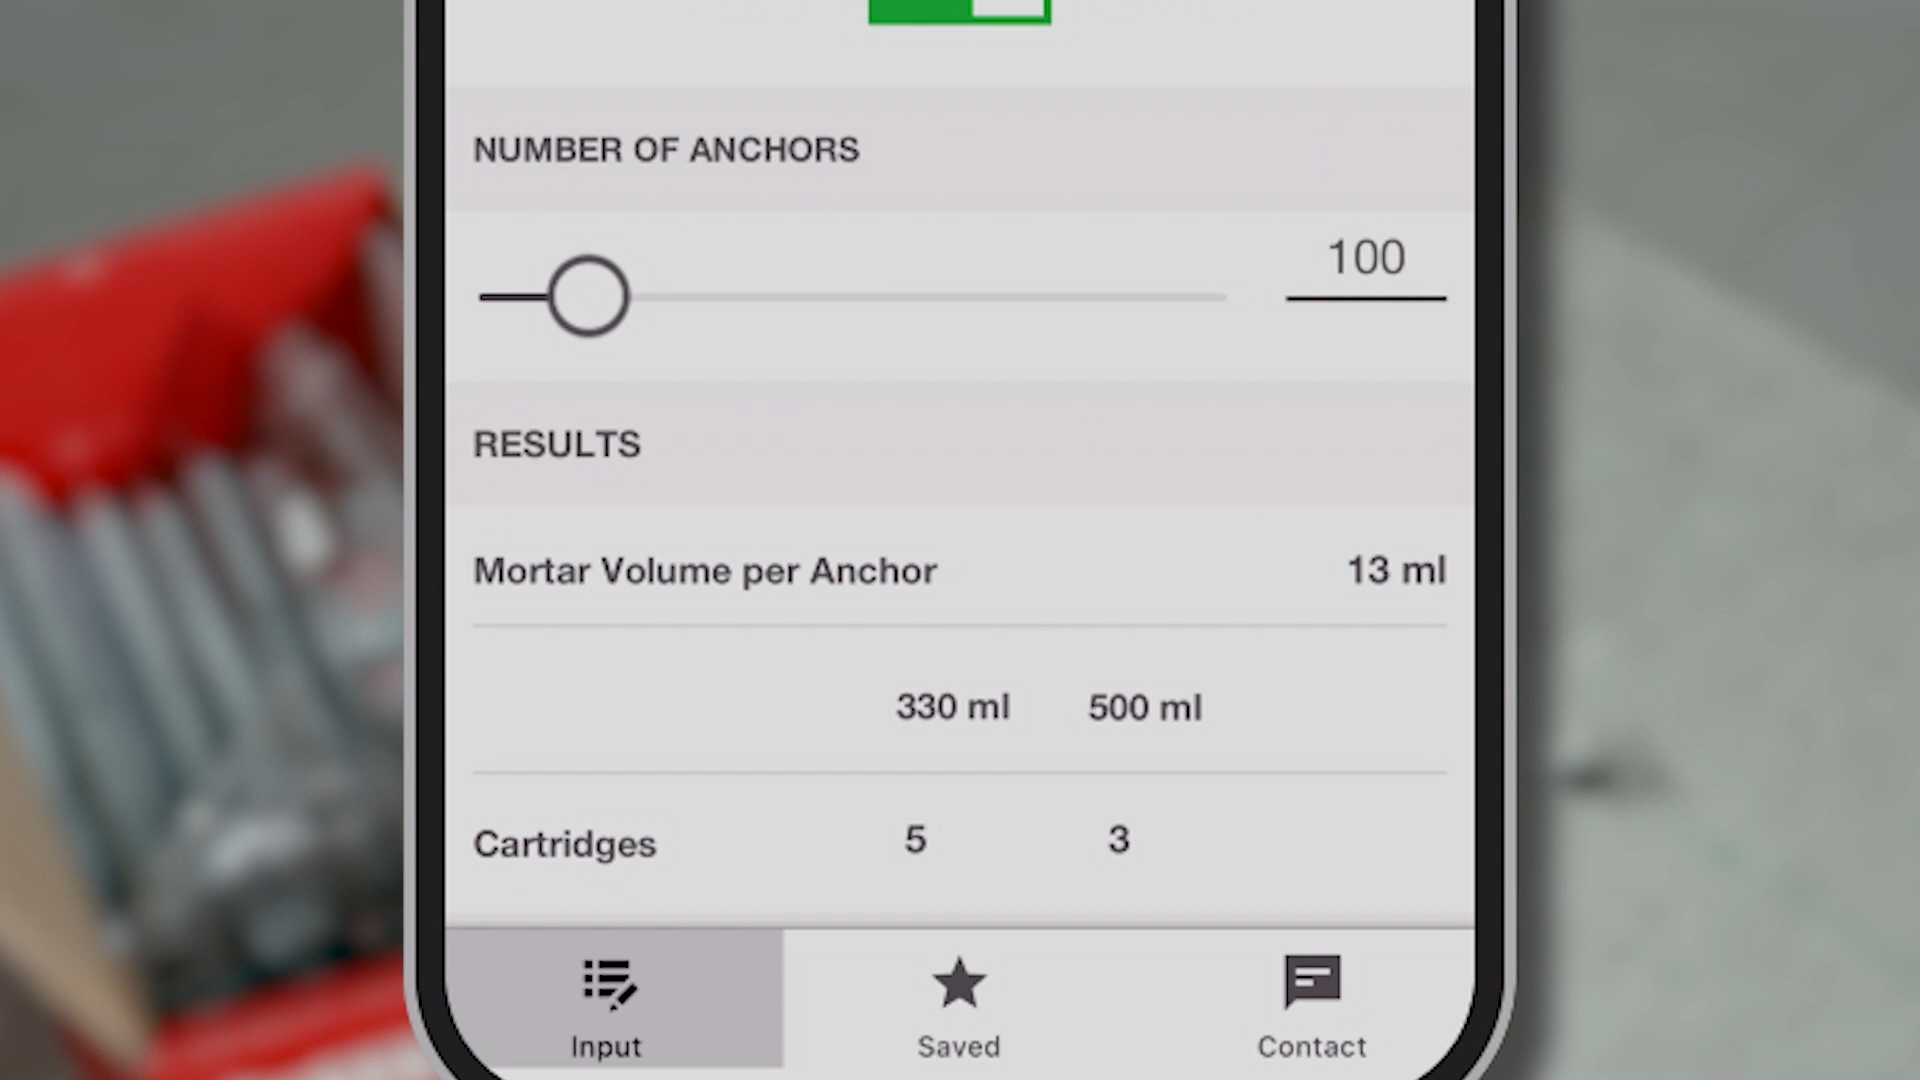 NUMBER OF ANCHORS
100
RESULTS
Mortar Volume per Anchor 13 ml
330 ml 500 ml
Cartridges 5 3
Input Saved Contact